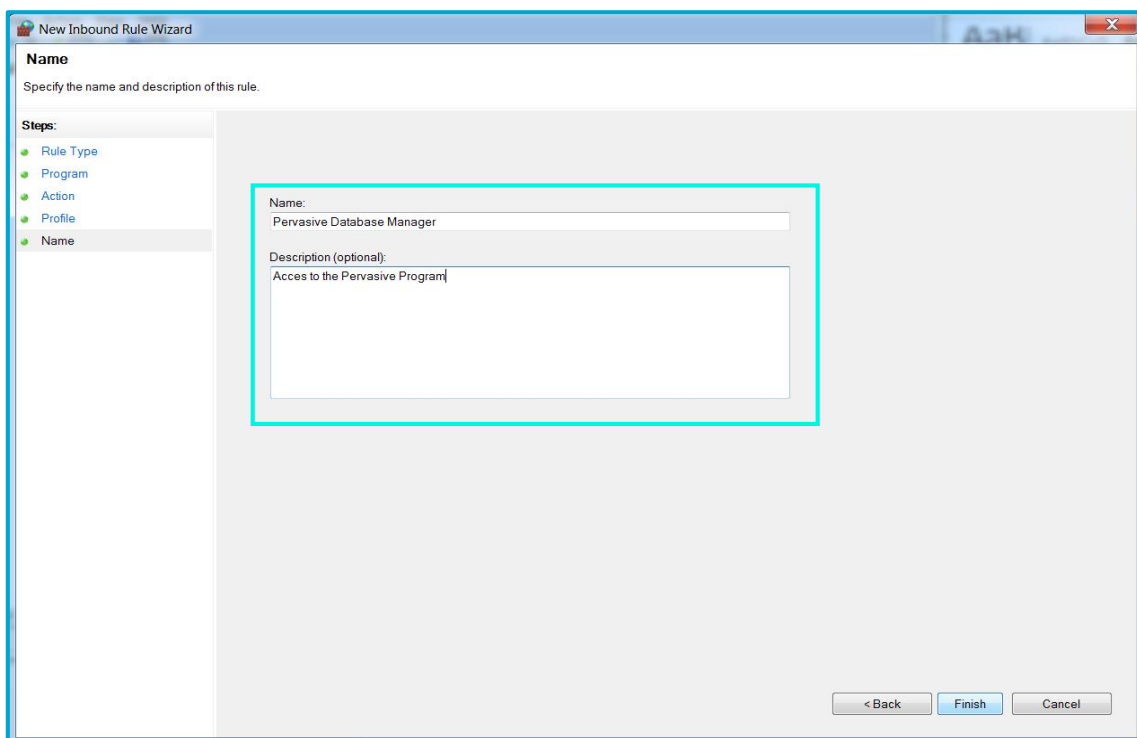 New Inbound Rule Wizard
Name
Specify the name and description of this rule.
Steps:
Rule Type
Program
Action
Profile
Name
Name:
Pervasive Database Manager
Description (optional):
Acces to the Pervasive Program
< Back
Finish
Cancel